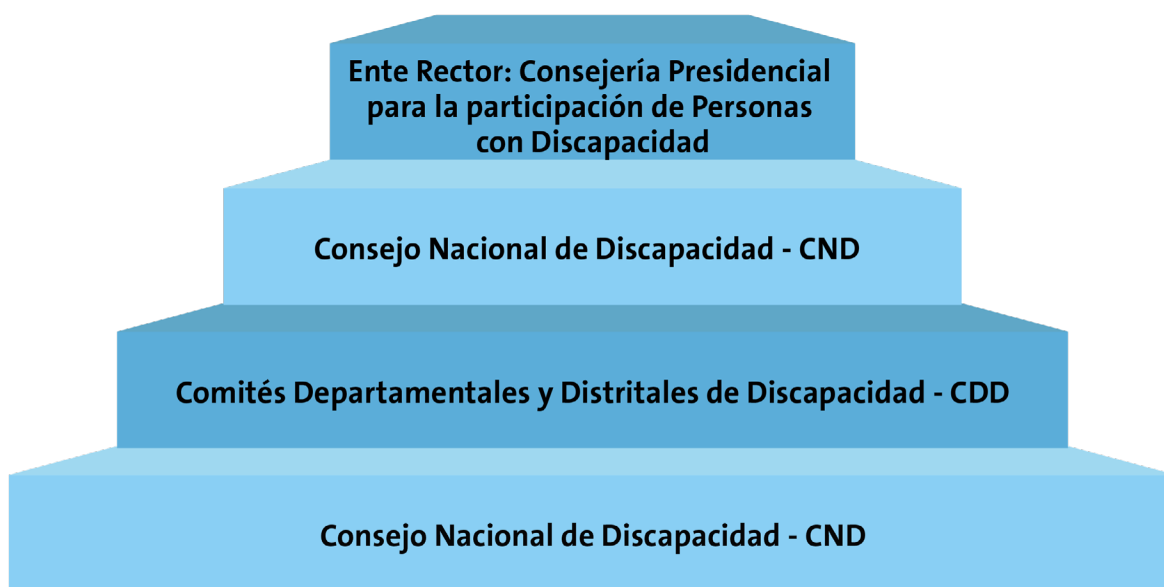 Ente Rector: Consejería Presidencial
para la participación de Personas
con Discapacidad
Consejo Nacional de Discapacidad - CND
Comités Departamentales y Distritales de Discapacidad - CDD
Consejo Nacional de Discapacidad - CND